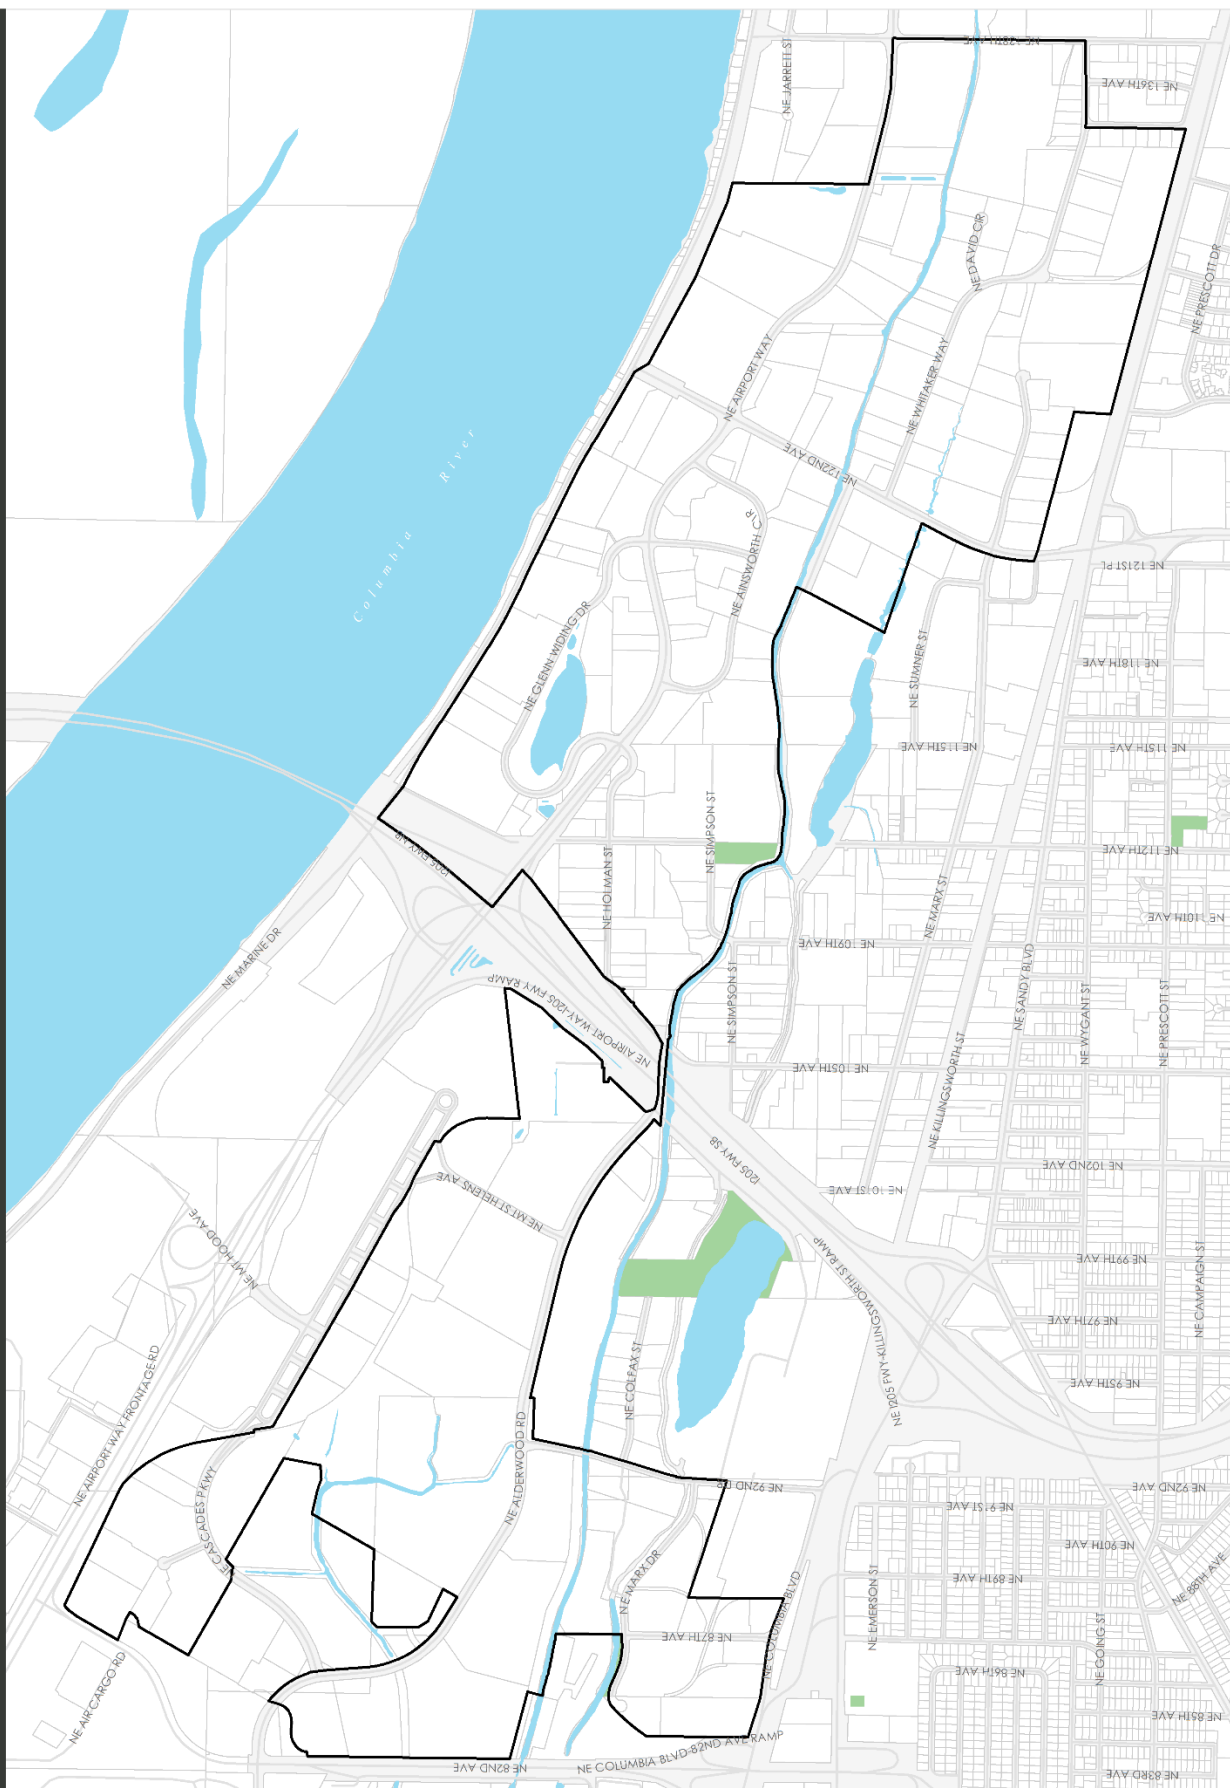 NE 138TH AVE
NE 136TH AVE
NE JARRETT ST
NE DAVID CIR
NE PRESCOTT DR
NE AIRPORT WAY
NE WHITAKER WAY
NE 122ND AVE
Columbia River
NE AINSWORTH CIR
NE 121ST PL
NE GLENN WIDING DR
NE SUMNER ST
NE 118TH AVE
NE 115TH AVE
NE 115TH AVE
I205 FWY NB
NE SIMPSON ST
NE 112TH AVE
NE HOLMAN ST
NE MARX ST
NE 110TH AVE
NE MARINE DR
NE 109TH AVE
NE AIRPORT WAY-I205 FWY RAMP
NE SIMPSON ST
NE SANDY BLVD
NE WYGANT ST
NE PRESCOTT ST
NE AIRPORT WAY
NE 105TH AVE
NE KILLINGSWORTH ST
NE 102ND AVE
I205 FWY SB
NE 101ST AVE
NE MT ST HELENS AVE
NE MT HOOD AVE
NE 99TH AVE
NE CAMPAIGN ST
NE I205 FWY-KILLINGSWORTH ST RAMP
NE 97TH AVE
NE COLFAX ST
NE 95TH AVE
NE AIRPORT WAY FRONTAGE RD
NE ALDERWOOD RD
NE CASCADES PKWY
NE 92ND DR
NE 92ND AVE
NE 91ST AVE
NE 90TH AVE
NE 89TH AVE
NE 88TH AVE
NE MARX DR
NE COLUMBIA BLVD
NE EMERSON ST
NE 87TH AVE
NE GOING ST
NE 86TH AVE
NE AIR CARGO RD
NE 85TH AVE
NE 82ND AVE
NE COLUMBIA BLVD-82ND AVE RAMP
NE 83RD AVE